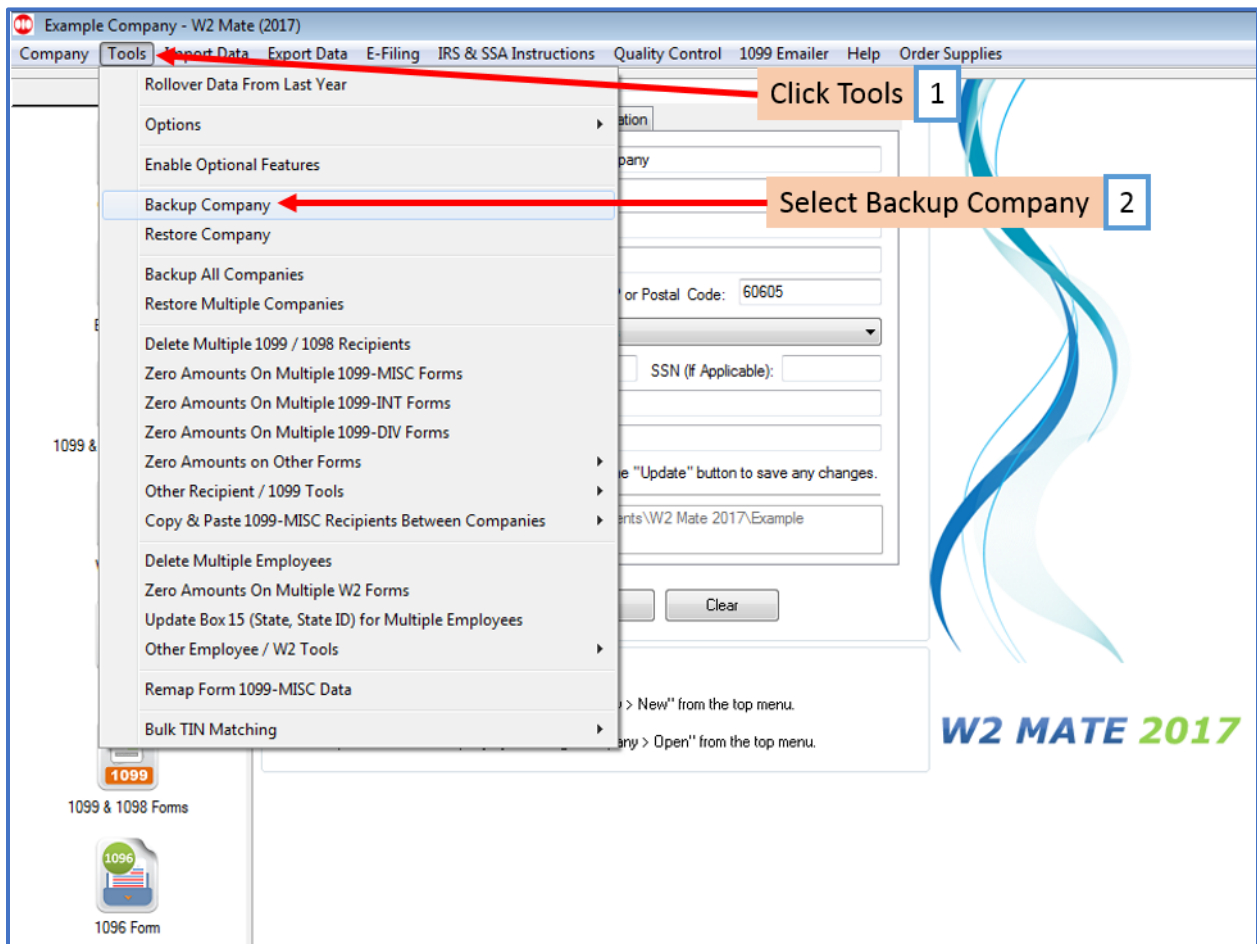 Example Company - W2 Mate (2017)
Company Tools Import Data Export Data E-Filing IRS & SSA Instructions Quality Control 1099 Emailer Help Order Supplies
Rollover Data From Last Year
Click Tools 1
Options
ation
Enable Optional Features
pany
Backup Company
Select Backup Company 2
Restore Company
Backup All Companies
or Postal Code: 60605
Restore Multiple Companies
Delete Multiple 1099 / 1098 Recipients
Zero Amounts On Multiple 1099-MISC Forms
SSN (If Applicable):
Zero Amounts On Multiple 1099-INT Forms
Zero Amounts On Multiple 1099-DIV Forms
1099 &
Zero Amounts on Other Forms
"Update" button to save any changes.
Other Recipient / 1099 Tools
Copy & Paste 1099-MISC Recipients Between Companies
ents\W2 Mate 2017\Example
Delete Multiple Employees
Zero Amounts On Multiple W2 Forms
Clear
Update Box 15 (State, State ID) for Multiple Employees
Other Employee / W2 Tools
Remap Form 1099-MISC Data
> New" from the top menu.
Bulk TIN Matching
any > Open" from the top menu.
W2 MATE 2017
1099
1099 & 1098 Forms
1096
1096 Form